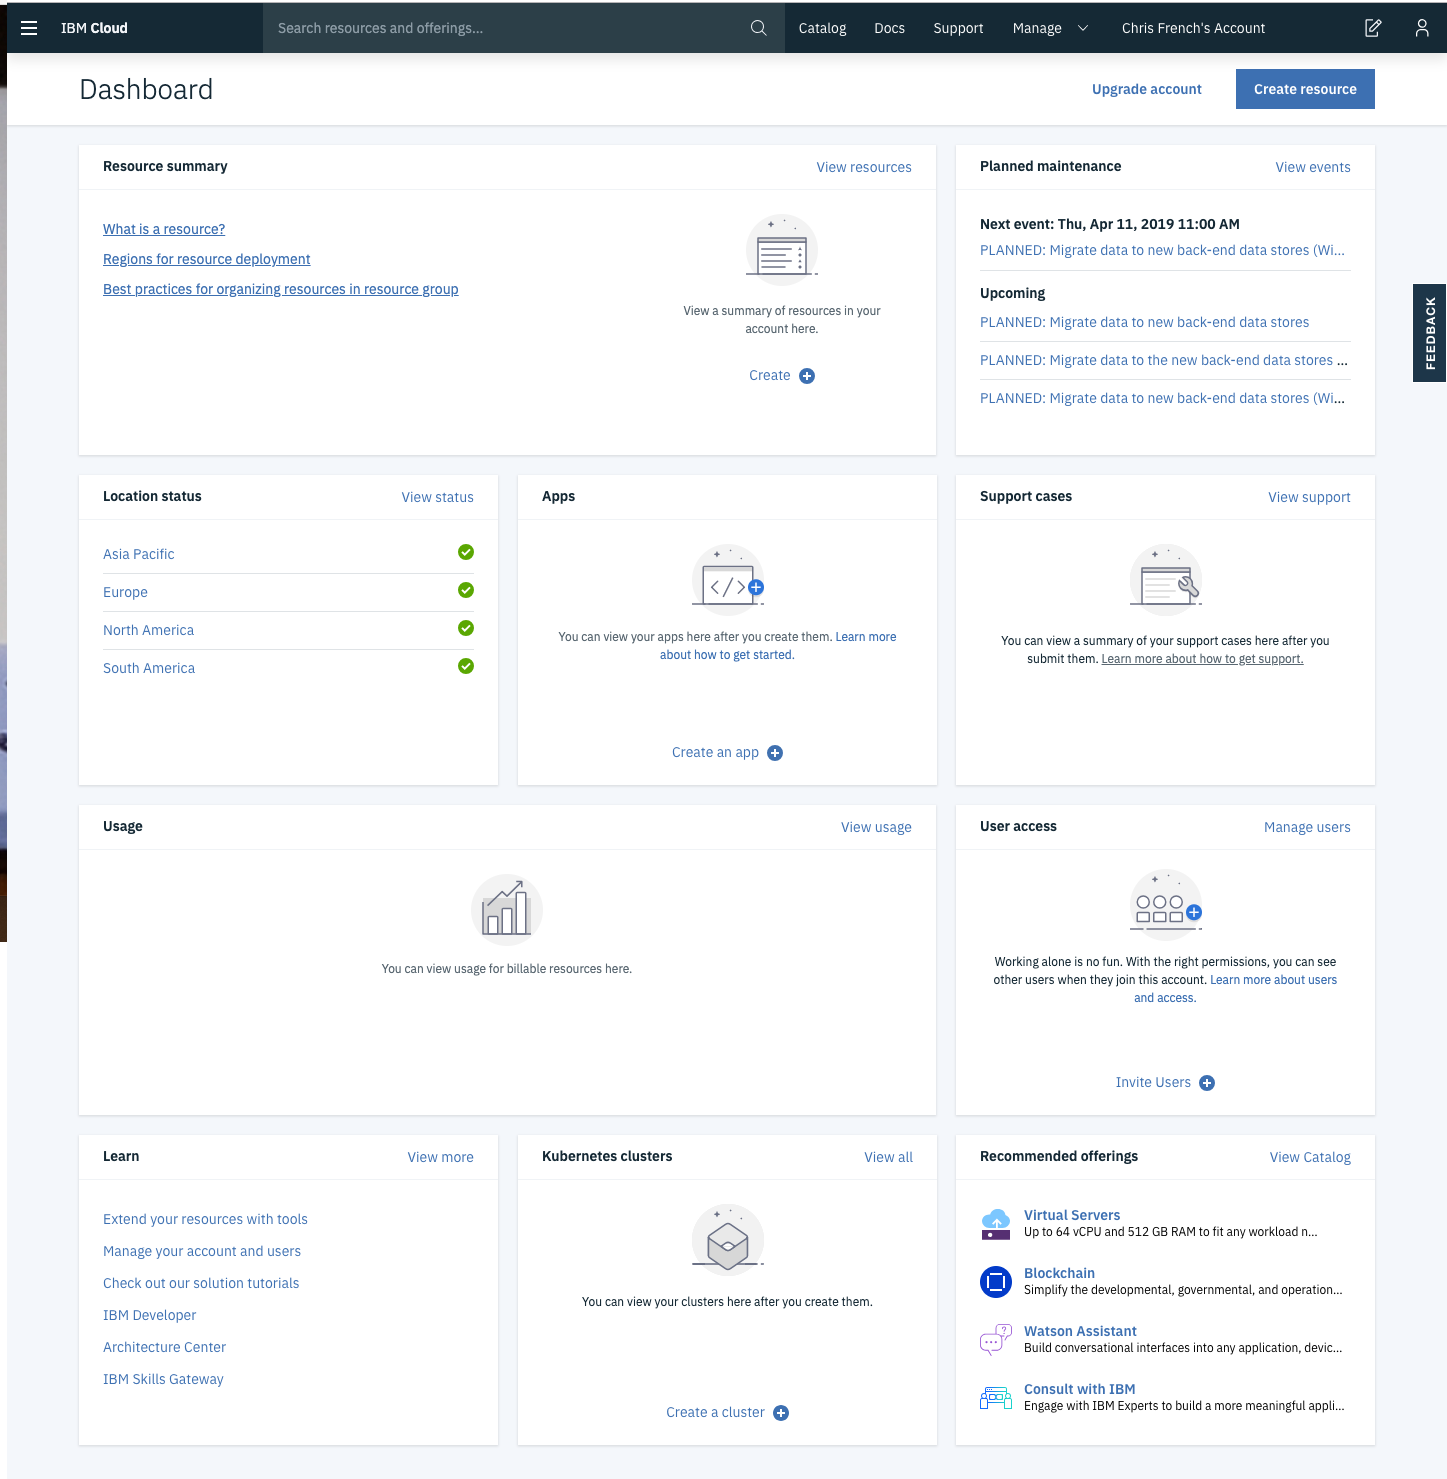 IBM Cloud
Search resources and offerings...
Catalog
Docs
Support
Manage
Chris French's Account
Dashboard
Upgrade account
Create resource
Resource summary
View resources
What is a resource?
Regions for resource deployment
Best practices for organizing resources in resource group
View a summary of resources in your
account here.
Create
Planned maintenance
View events
Next event: Thu, Apr 11, 2019 11:00 AM
PLANNED: Migrate data to new back-end data stores (Wi...
Upcoming
PLANNED: Migrate data to new back-end data stores
PLANNED: Migrate data to the new back-end data stores ...
PLANNED: Migrate data to new back-end data stores (Wi...
FEEDBACK
Location status
View status
Asia Pacific
Europe
North America
South America
Apps
You can view your apps here after you create them. Learn more
about how to get started.
Create an app
Support cases
View support
You can view a summary of your support cases here after you
submit them. Learn more about how to get support.
Usage
View usage
You can view usage for billable resources here.
User access
Manage users
Working alone is no fun. With the right permissions, you can see
other users when they join this account. Learn more about users
and access.
Invite Users
Learn
View more
Extend your resources with tools
Manage your account and users
Check out our solution tutorials
IBM Developer
Architecture Center
IBM Skills Gateway
Kubernetes clusters
View all
You can view your clusters here after you create them.
Create a cluster
Recommended offerings
View Catalog
Virtual Servers
Up to 64 vCPU and 512 GB RAM to fit any workload n...
Blockchain
Simplify the developmental, governmental, and operation...
Watson Assistant
Build conversational interfaces into any application, devic...
Consult with IBM
Engage with IBM Experts to build a more meaningful appli...